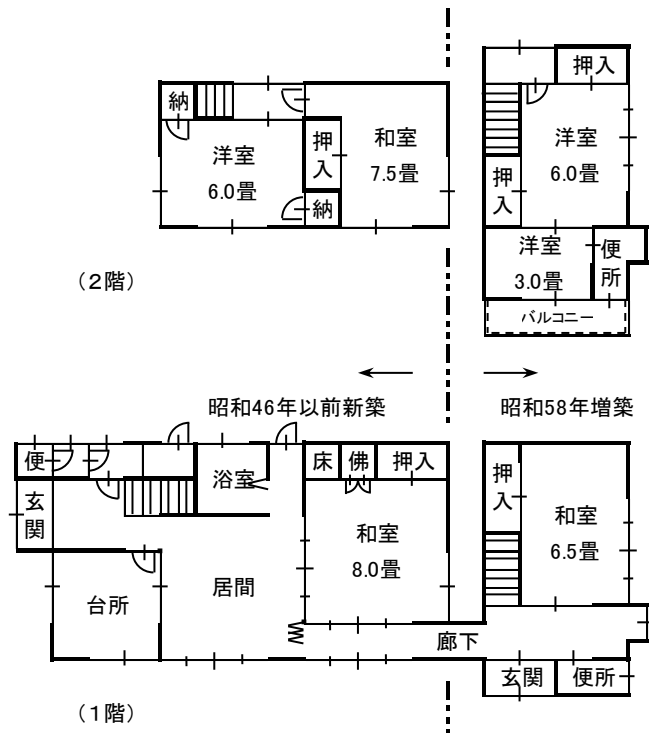 押入
納
和室
7.5畳
洋室
6.0畳
押入
納
洋室
6.0畳
押入
洋室
3.0畳
便所
バルコニー
（2階）
昭和46年以前新築
昭和58年増築
便
浴室
床
佛
押入
玄関
和室
8.0畳
押入
和室
6.5畳
台所
居間
廊下
玄関
便所
（1階）